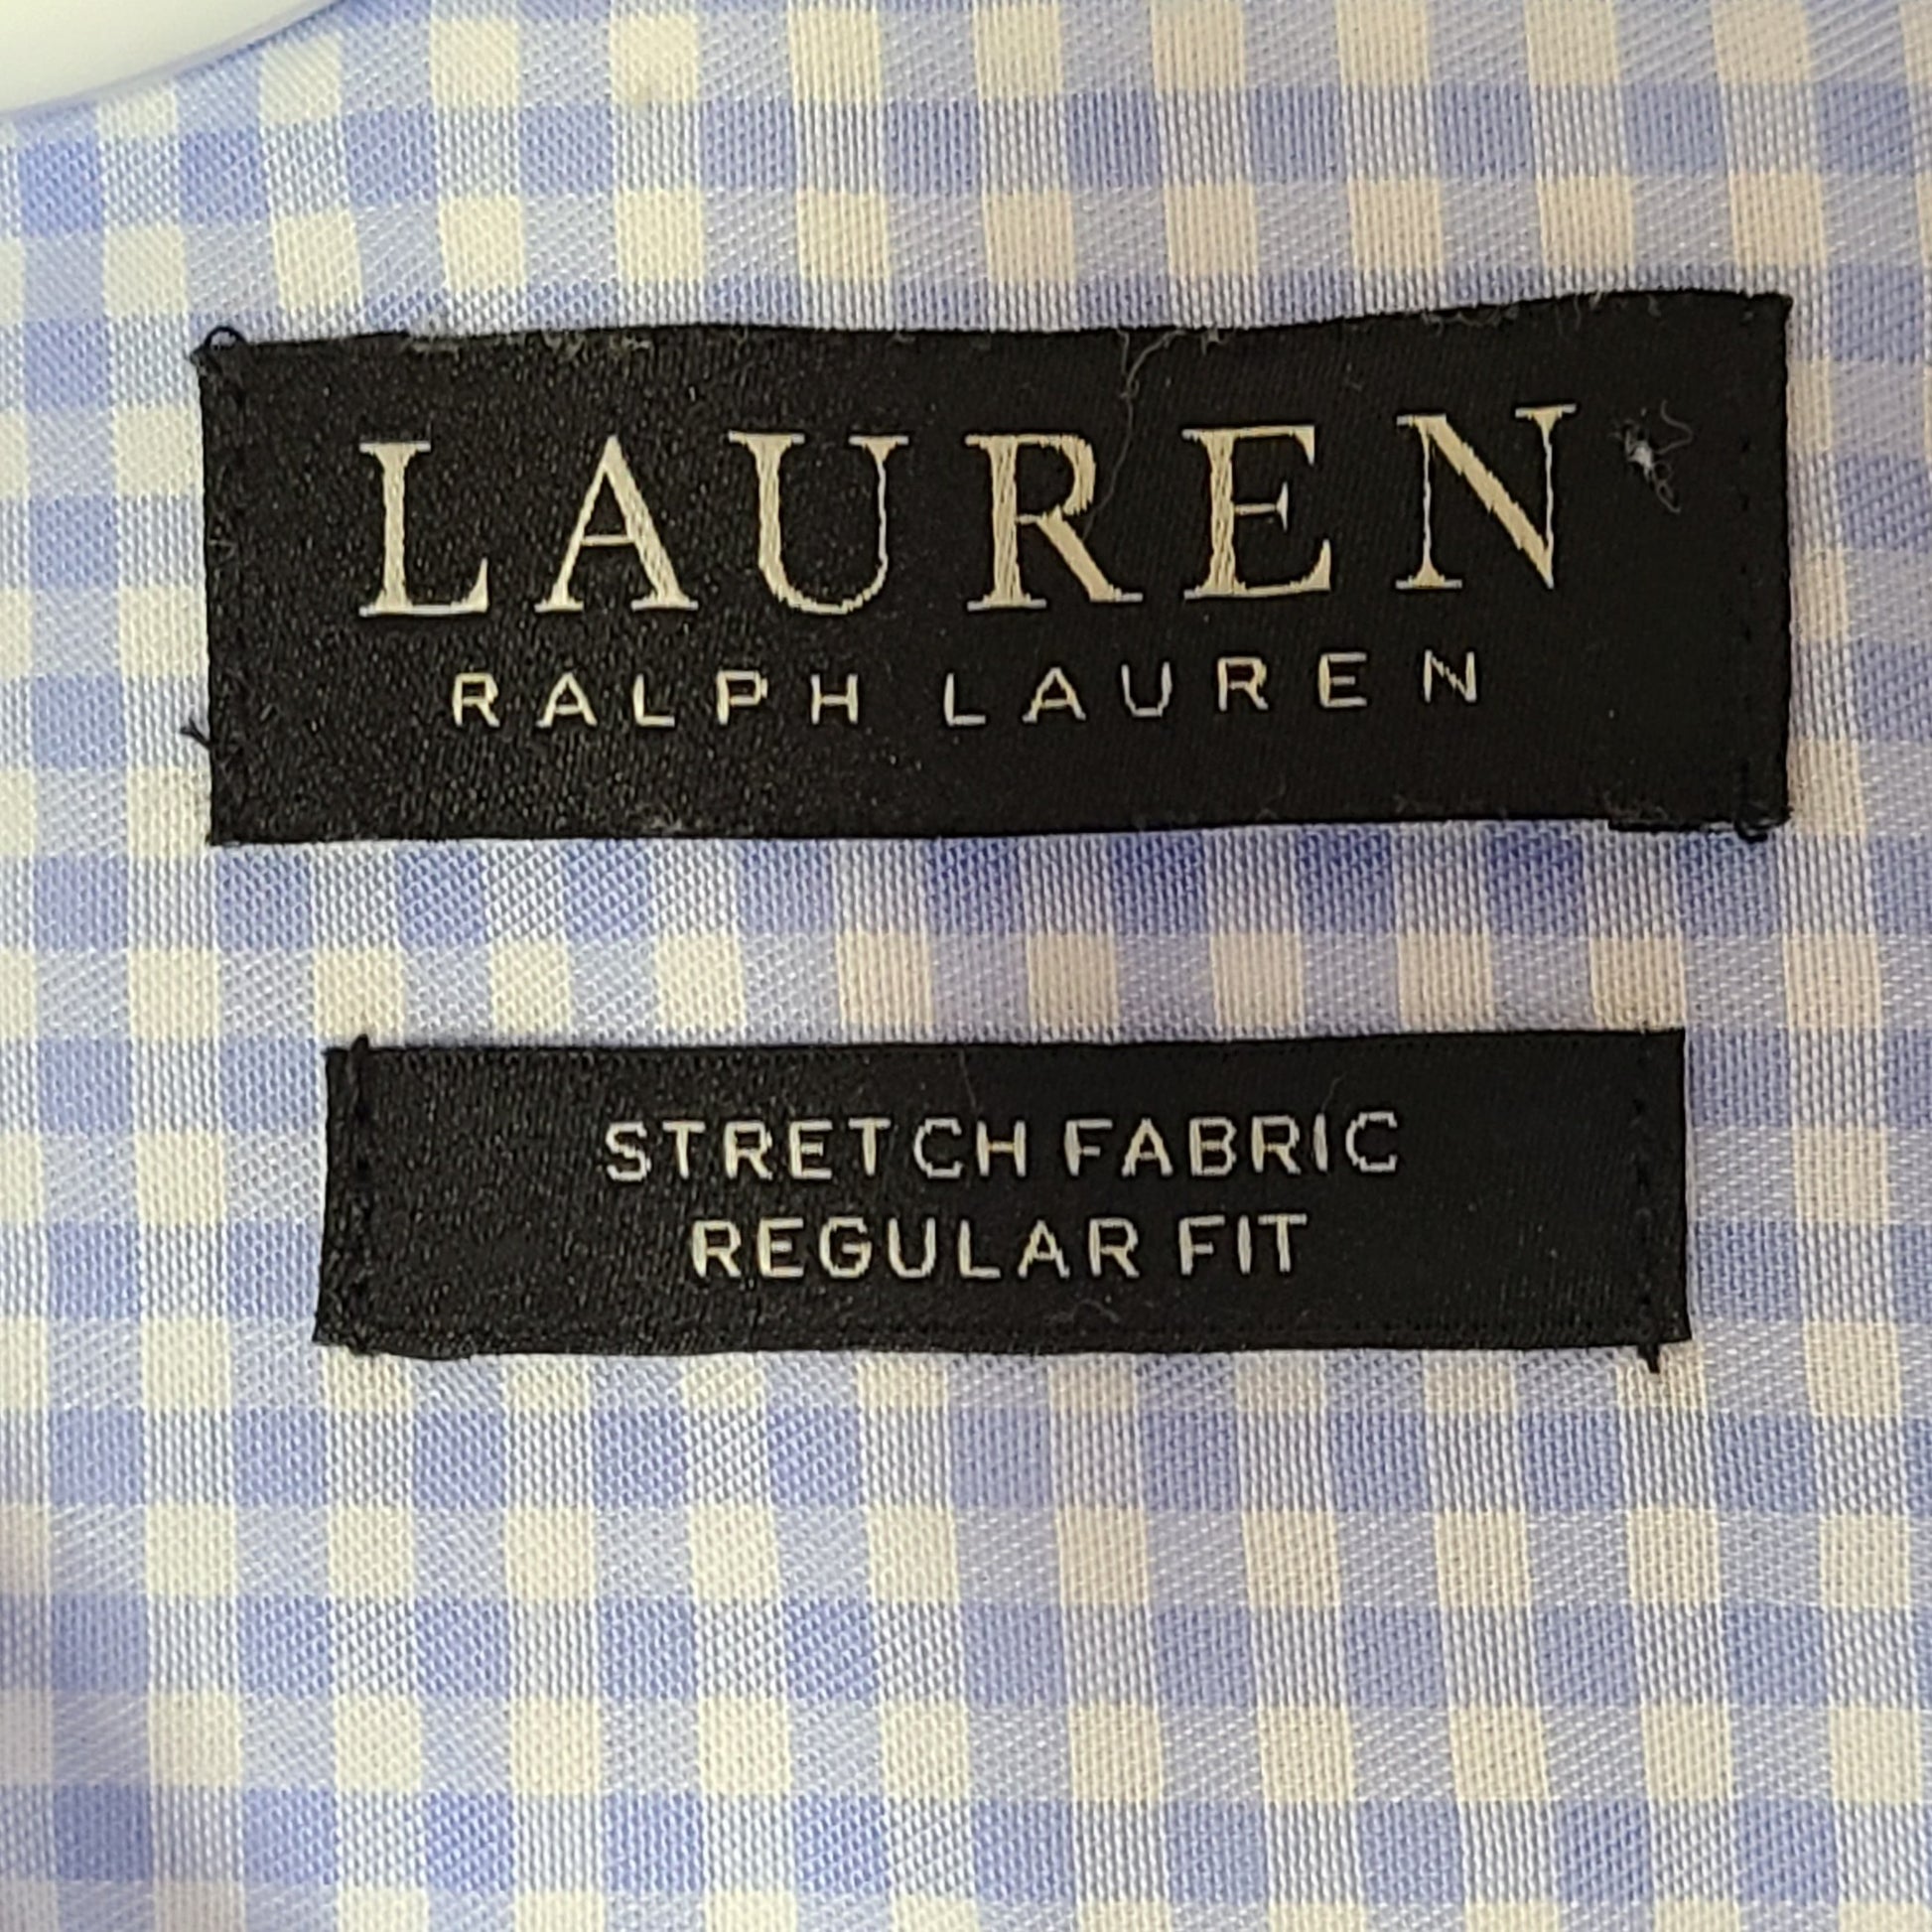 LAUREN
RALPH LAUREN
STRETCH FABRIC
REGULAR FIT